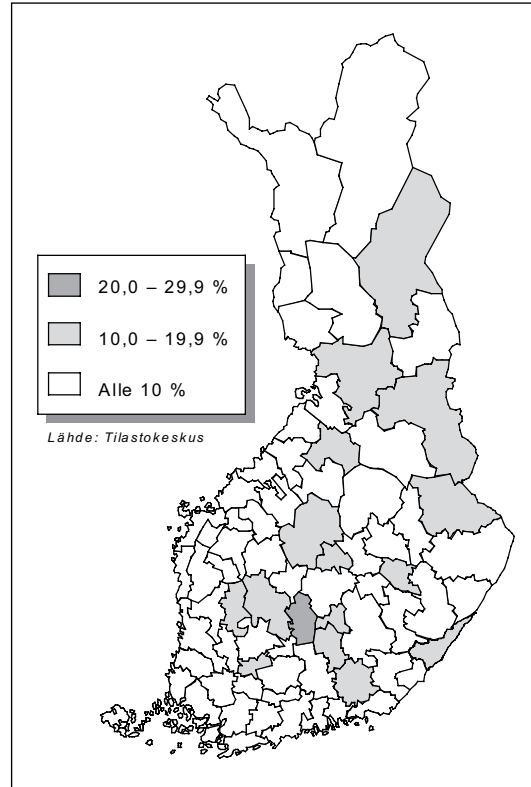 20,0 – 29,9 %
10,0 – 19,9 %
Alle 10 %
Lähde: Tilastokeskus